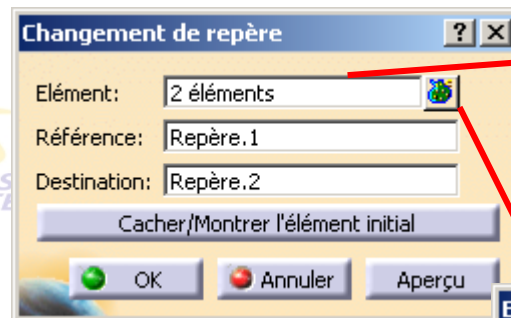 Changement de repère ? X
Elément: 2 éléments
Référence: Repère.1
Destination: Repère.2
Cacher/Montrer l'élément initial
OK Annuler Aperçu